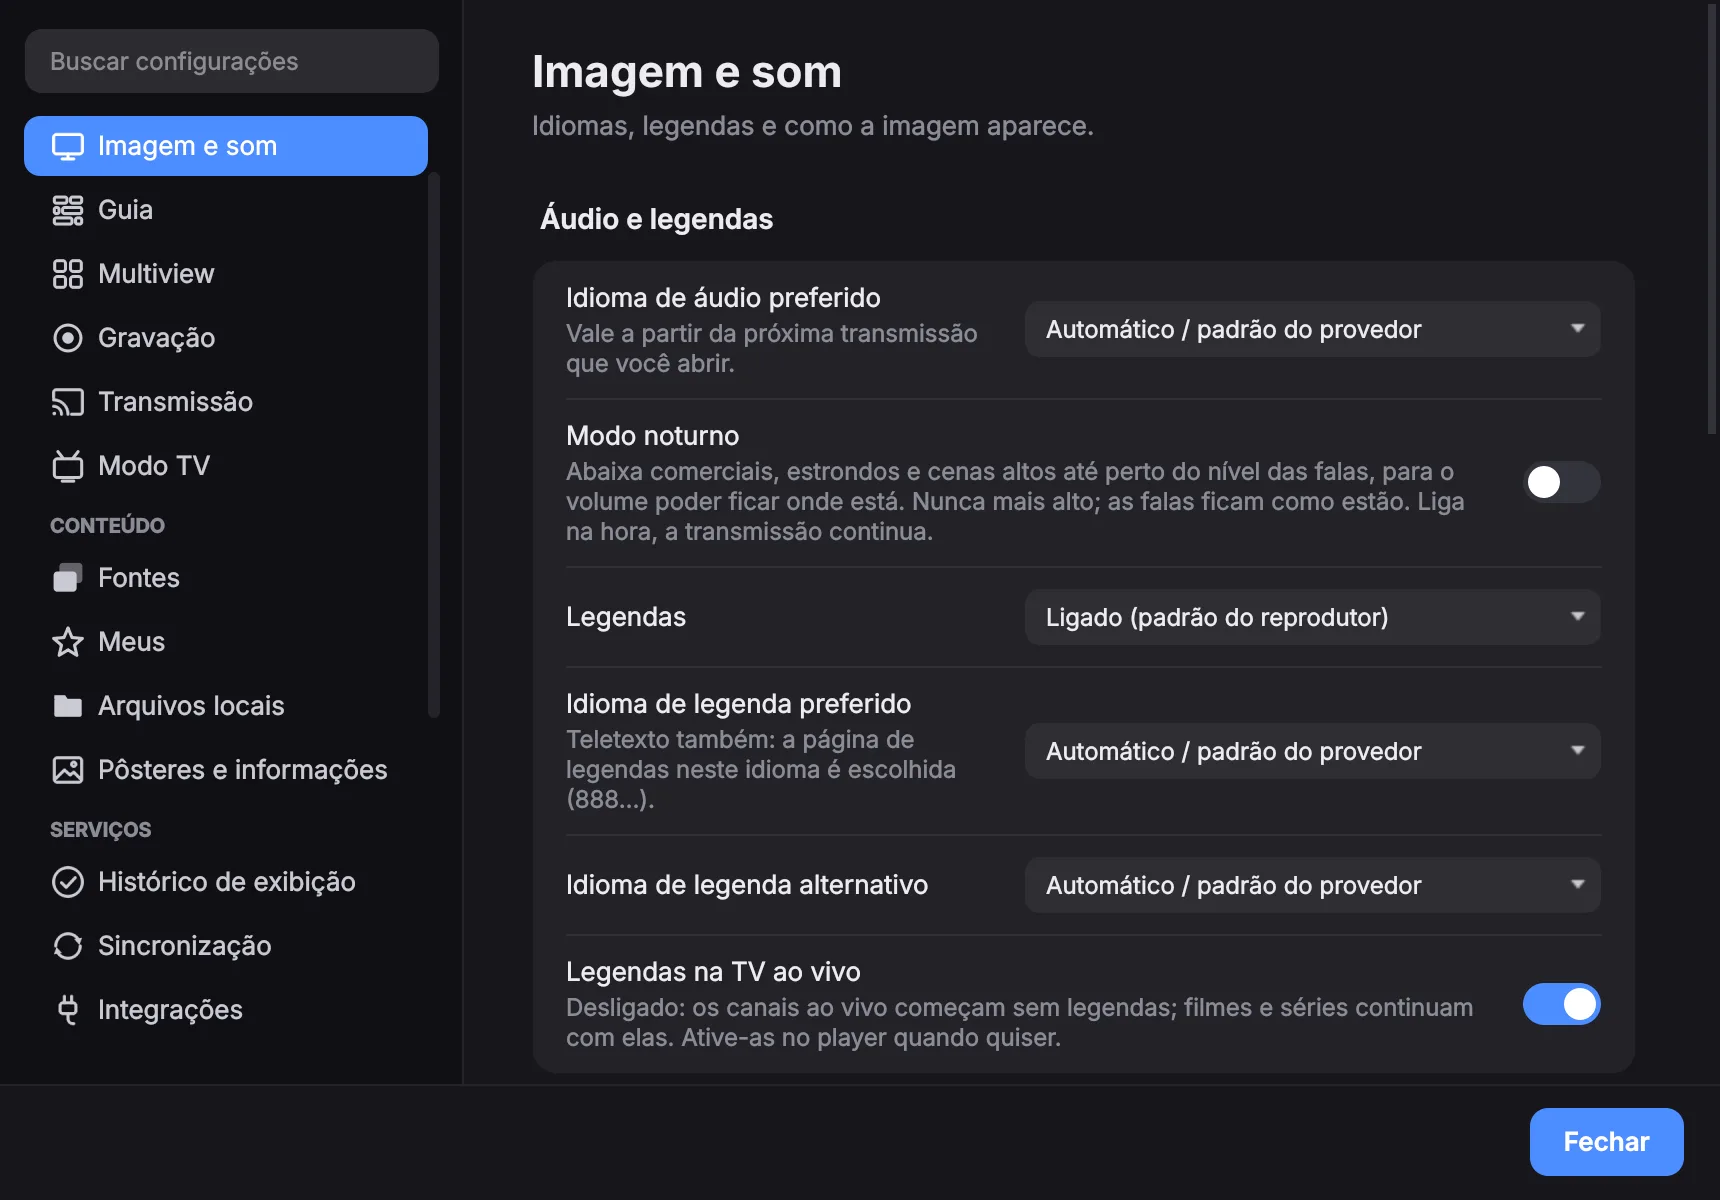 Buscar configurações
Imagem e som
Guia
Multiview
Gravação
Transmissão
Modo TV
CONTEÚDO
Fontes
Meus
Arquivos locais
Pôsteres e informações
SERVIÇOS
Histórico de exibição
Sincronização
Integrações
Imagem e som
Idiomas, legendas e como a imagem aparece.
Áudio e legendas
Idioma de áudio preferido
Vale a partir da próxima transmissão
que você abrir.
Automático / padrão do provedor
Modo noturno
Abaixa comerciais, estrondos e cenas altos até perto do nível das falas, para o
volume poder ficar onde está. Nunca mais alto; as falas ficam como estão. Liga
na hora, a transmissão continua.
Legendas
Ligado (padrão do reprodutor)
Idioma de legenda preferido
Teletexto também: a página de
legendas neste idioma é escolhida
(888...).
Automático / padrão do provedor
Idioma de legenda alternativo
Automático / padrão do provedor
Legendas na TV ao vivo
Desligado: os canais ao vivo começam sem legendas; filmes e séries continuam
com elas. Ative-as no player quando quiser.
Fechar